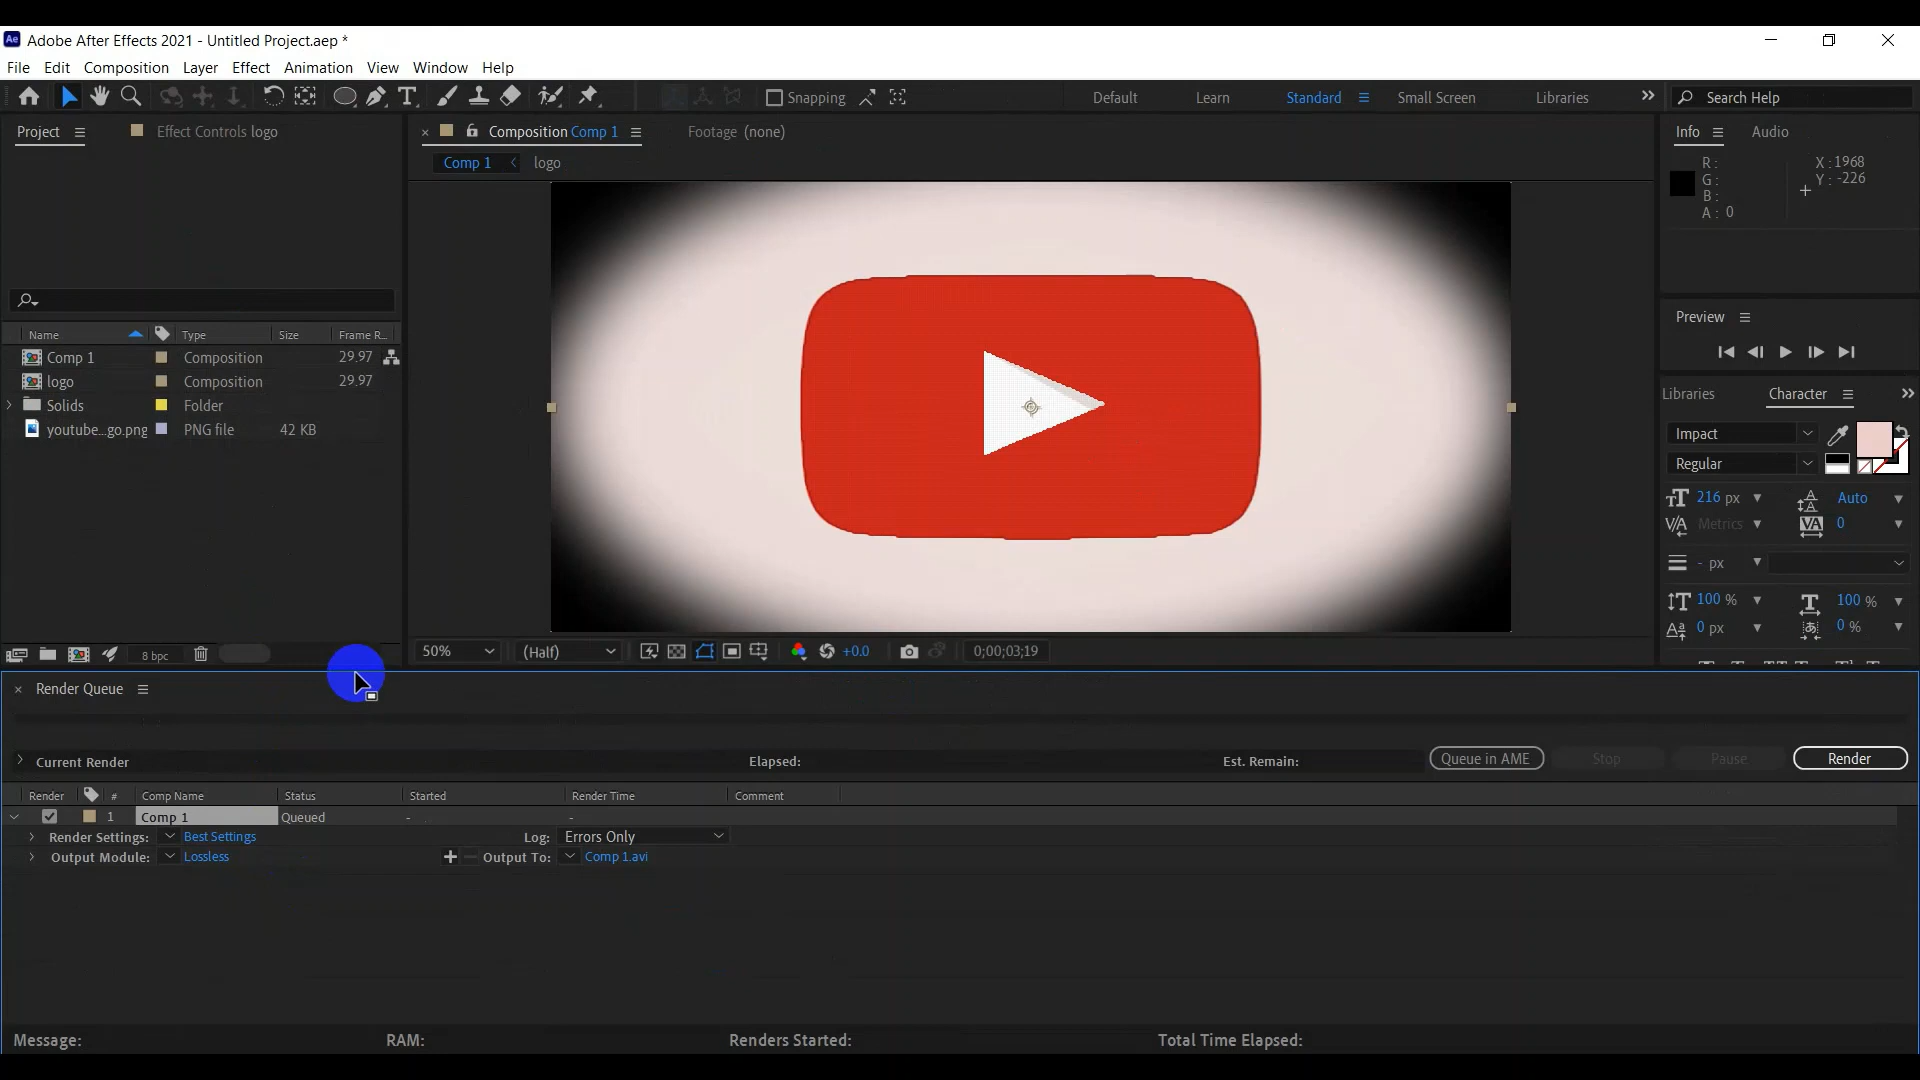 Ae Adobe After Effects 2021 - Untitled Project.aep *
File Edit Composition Layer Effect Animation View Window Help
Snapping Default Learn Standard Small Screen Libraries Search Help
Project Effect Controls logo
Composition Comp 1 Footage (none)
Comp 1 logo
Info Audio
R:
G:
B:
A: 0
X : 1968
Y : -226
Name Type Size Frame R...
Comp 1 Composition 29.97
logo Composition 29.97
Solids Folder
youtube...go.png PNG file 42 KB
Preview
Libraries Character
Impact
Regular
216 px Auto
Metrics 0
- px
100 % 100 %
0 px 0 %
8 bpc
50% (Half) +0.0 0;00;03;19
Render Queue
Current Render Elapsed: Est. Remain: Queue in AME Stop Pause Render
Render # Comp Name Status Started Render Time Comment
1 Comp 1 Queued - -
Render Settings: Best Settings Log: Errors Only
Output Module: Lossless Output To: Comp 1.avi
Message: RAM: Renders Started: Total Time Elapsed: